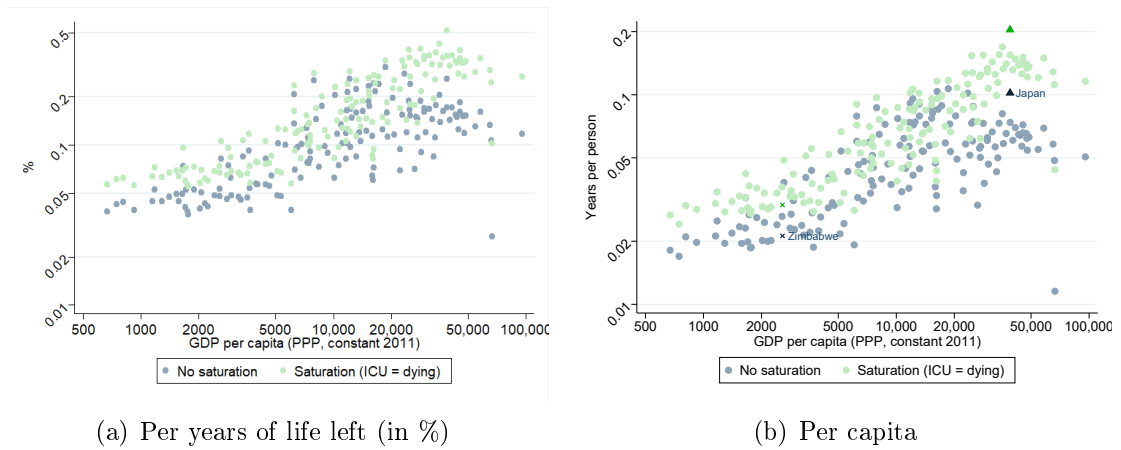 %
0.5
0.2
0.1
0.05
0.02
0.01
500 1000 2000 5000 10,000 20,000 50,000 100,000
GDP per capita (PPP, constant 2011)
No saturation Saturation (ICU = dying)
(a) Per years of life left (in %)
Years per person
0.2
0.1
0.05
0.02
0.01
Japan
Zimbabwe
500 1000 2000 5000 10,000 20,000 50,000 100,000
GDP per capita (PPP, constant 2011)
No saturation Saturation (ICU = dying)
(b) Per capita